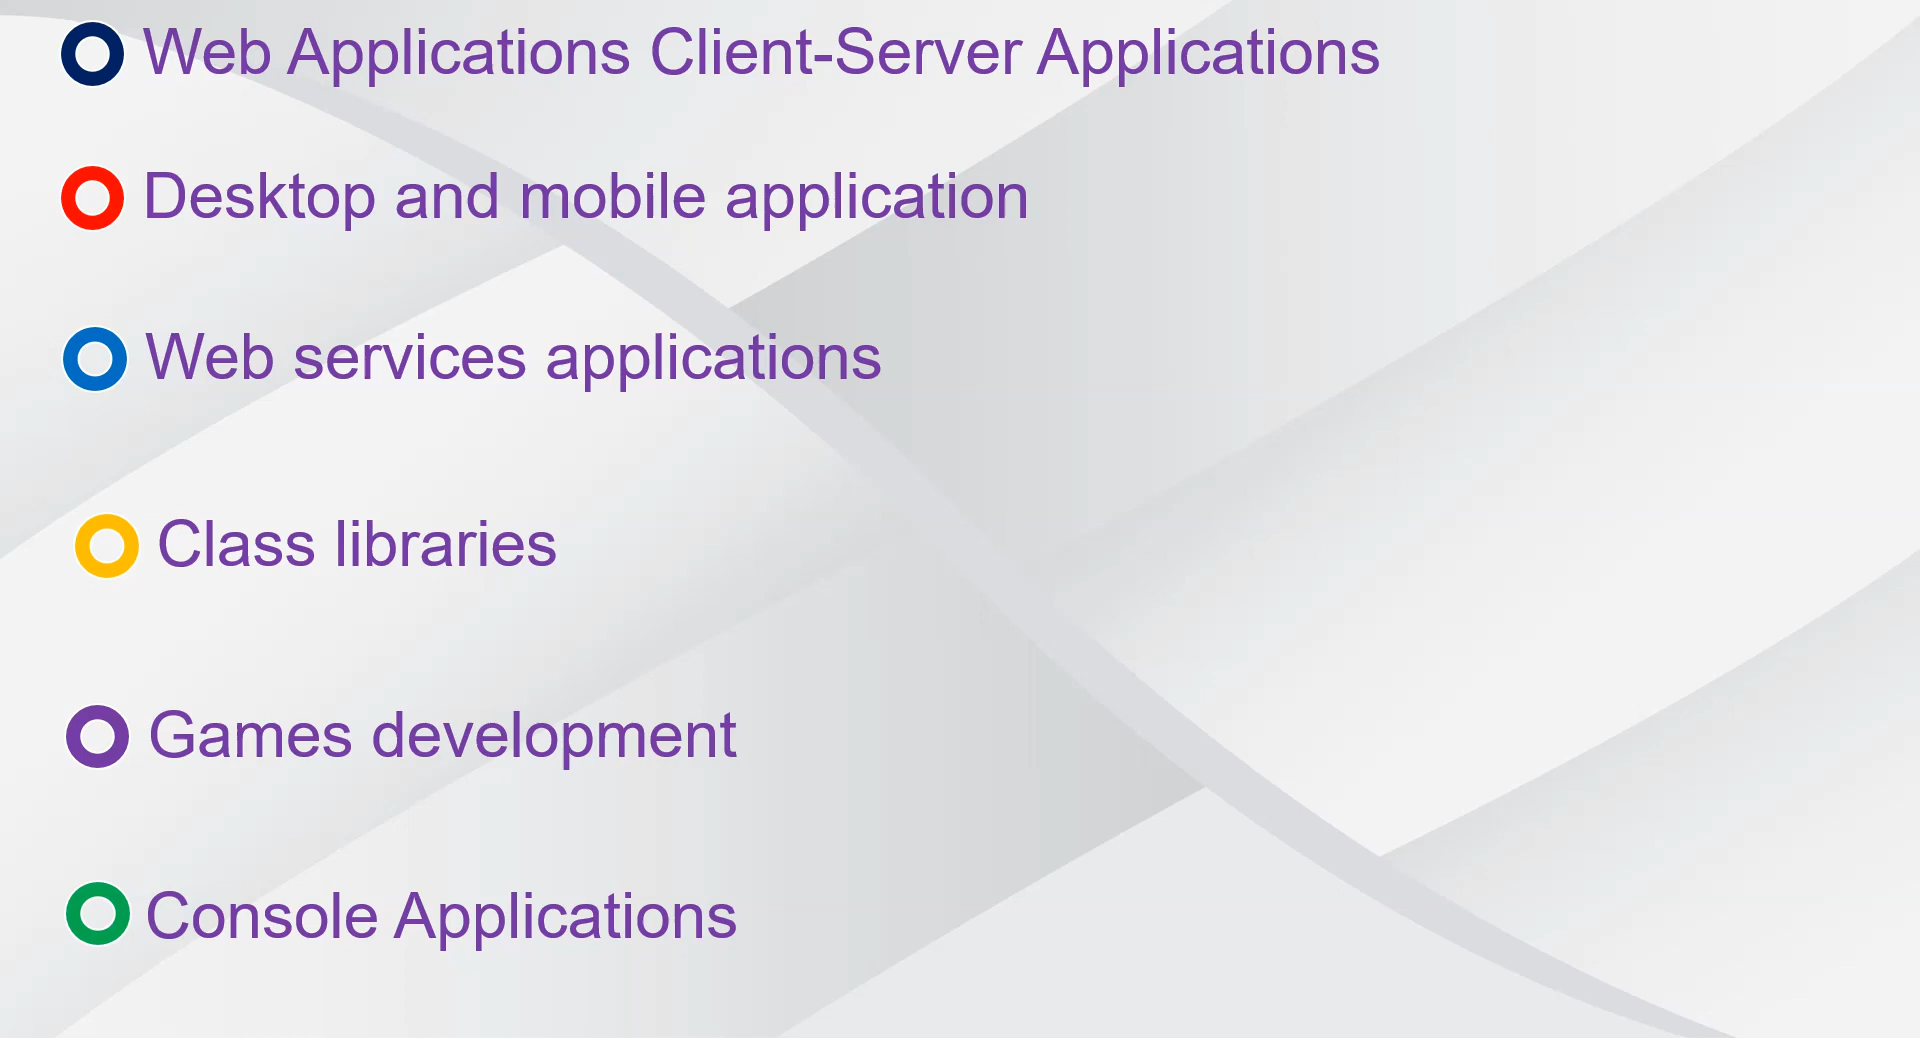 Web Applications Client-Server Applications
Desktop and mobile application
Web services applications
Class libraries
Games development
Console Applications